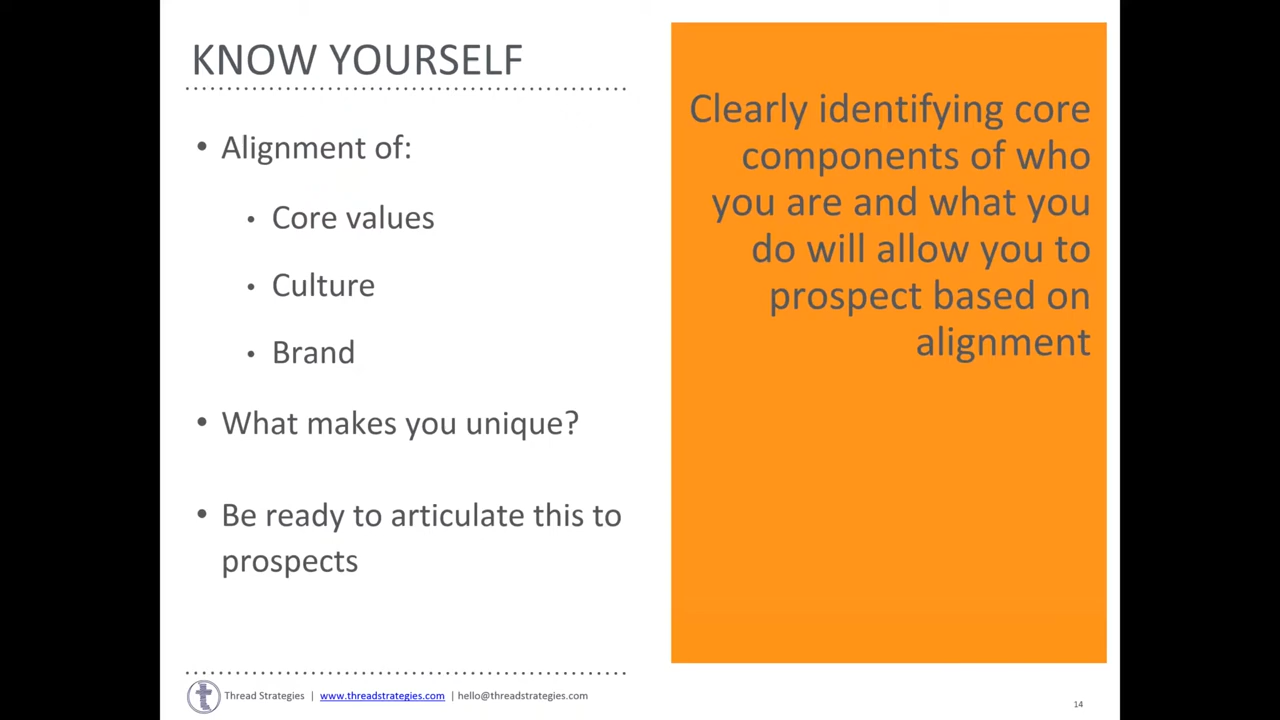 KNOW YOURSELF
• Alignment of:
• Core values
• Culture
• Brand
• What makes you unique?
• Be ready to articulate this to
prospects
Clearly identifying core
components of who
you are and what you
do will allow you to
prospect based on
alignment
t
Thread Strategies | www.threadstrategies.com | hello@threadstrategies.com
14